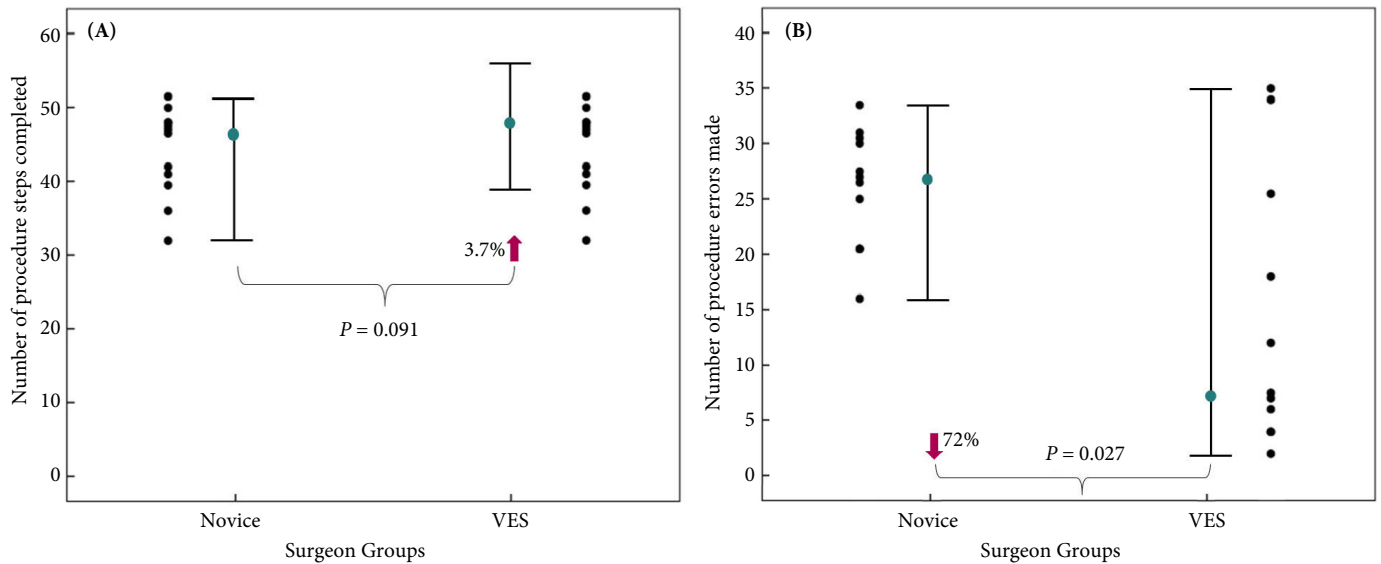 (A)
Number of procedure steps completed
60
50
40
30
20
10
0
3.7%
P = 0.091
Novice
VES
Surgeon Groups
(B)
Number of procedure errors made
40
35
30
25
20
15
10
5
0
72%
P = 0.027
Novice
VES
Surgeon Groups